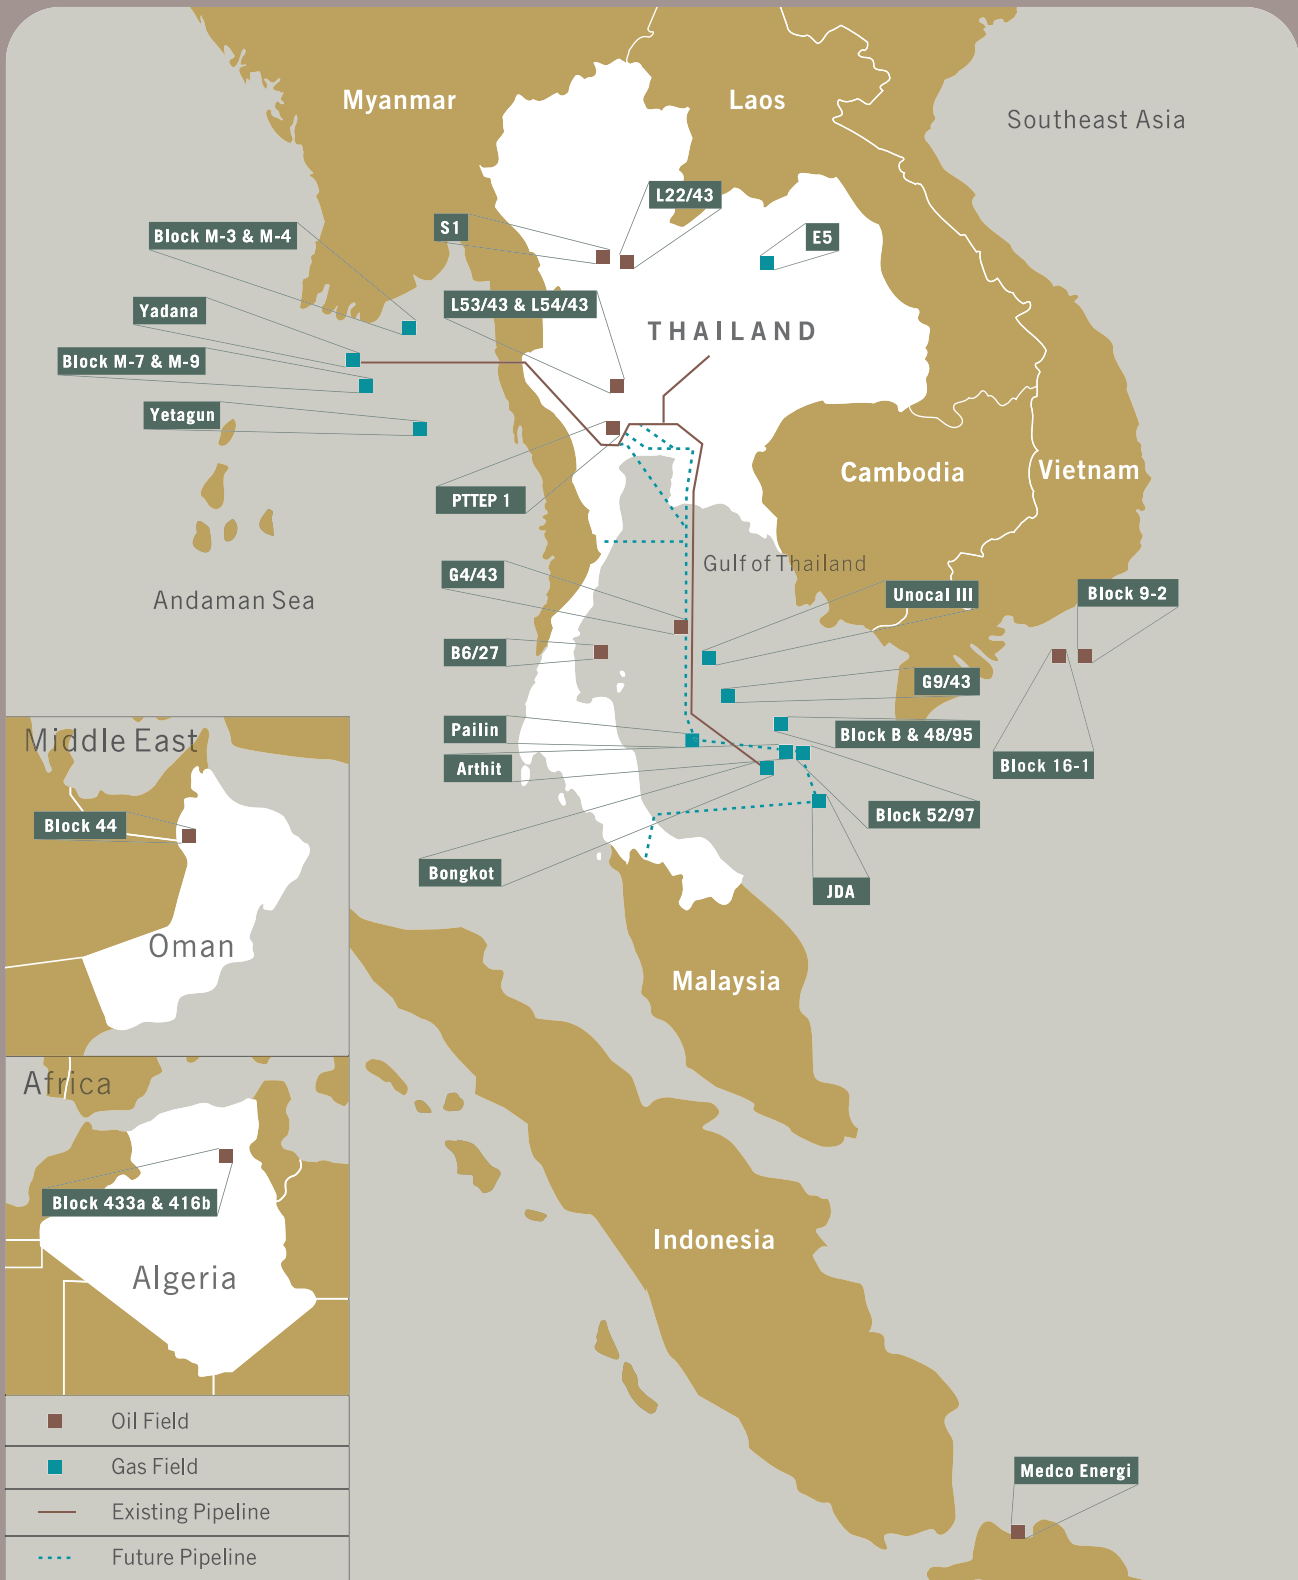 Myanmar
Laos
Southeast Asia
L22/43
S1
Block M-3 & M-4
E5
Yadana
L53/43 & L54/43
THAILAND
Block M-7 & M-9
Yetagun
Cambodia
Vietnam
PTTEP 1
Gulf of Thailand
G4/43
Andaman Sea
Unocal III
Block 9-2
B6/27
G9/43
Pailin
Block B & 48/95
Arthit
Block 16-1
Block 52/97
Bongkot
JDA
Malaysia
Indonesia
Medco Energi
Middle East
Block 44
Oman
Africa
Block 433a & 416b
Algeria
Oil Field
Gas Field
Existing Pipeline
Future Pipeline